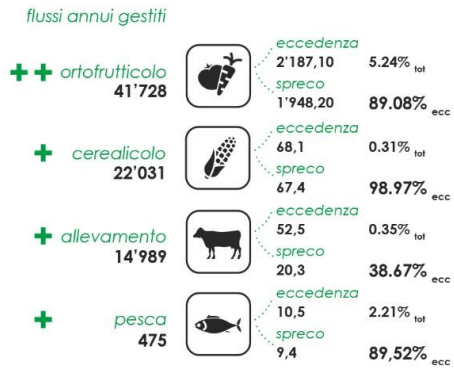 flussi annui gestiti
++ ortofrutticolo
41'728
eccedenza
2'187,10 5.24% tot
spreco
1'948,20 89.08% ecc
+ cerealicolo
22'031
eccedenza
68,1 0.31% tot
spreco
67,4 98.97% ecc
+ allevamento
14'989
eccedenza
52,5 0.35% tot
spreco
20,3 38.67% ecc
+ pesca
475
eccedenza
10,5 2.21% tot
spreco
9,4 89,52% ecc